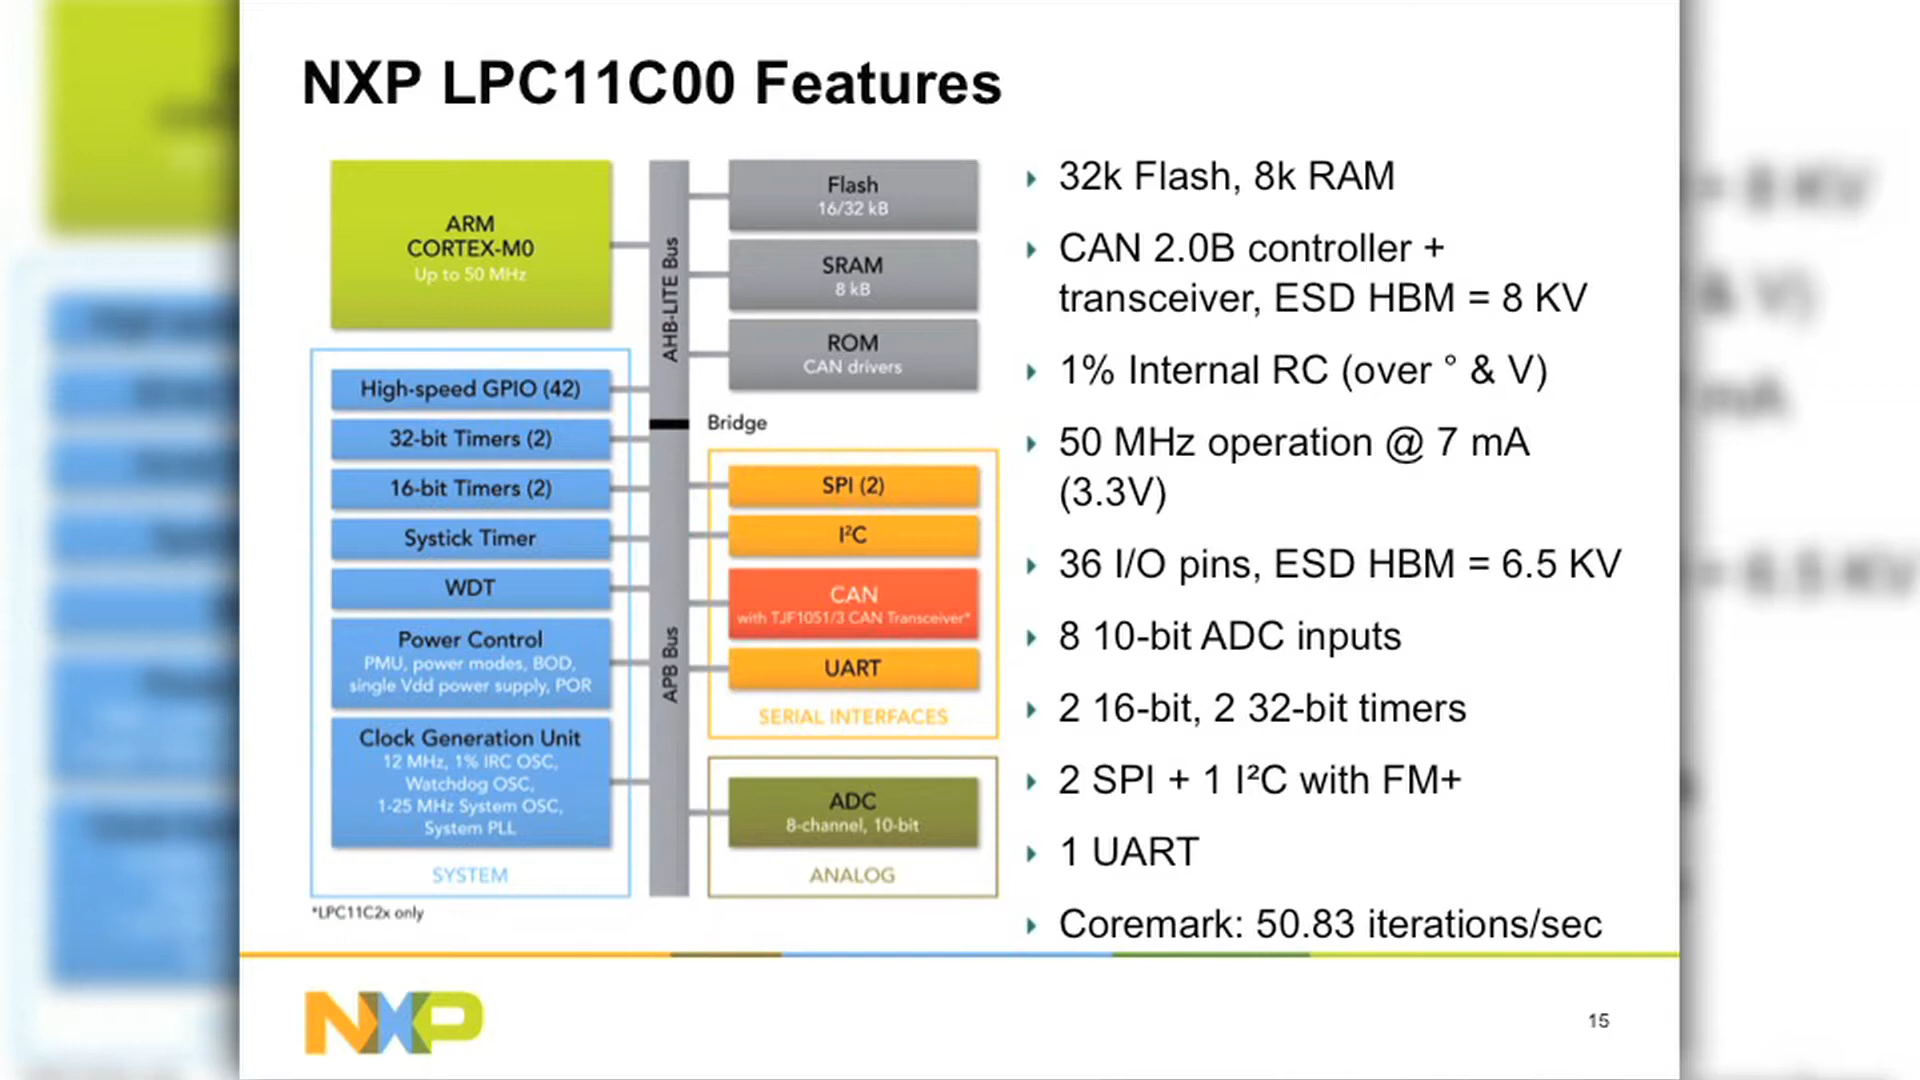 NXP LPC11C00 Features
ARM
CORTEX-M0
Up to 50 MHz
High-speed GPIO (42)
32-bit Timers (2)
16-bit Timers (2)
Systick Timer
WDT
Power Control
PMU, power modes, BOD,
single Vdd power supply, POR
Clock Generation Unit
12 MHz, 1% IRC OSC,
Watchdog OSC,
1-25 MHz System OSC,
System PLL
SYSTEM
*LPC11C2x only
AHB-LITE Bus
APB Bus
Flash
16/32 kB
SRAM
8 kB
ROM
CAN drivers
Bridge
SPI (2)
I²C
CAN
with TJF1051/3 CAN Transceiver*
UART
SERIAL INTERFACES
ADC
8-channel, 10-bit
ANALOG
32k Flash, 8k RAM
CAN 2.0B controller +
transceiver, ESD HBM = 8 KV
1% Internal RC (over ° & V)
50 MHz operation @ 7 mA
(3.3V)
36 I/O pins, ESD HBM = 6.5 KV
8 10-bit ADC inputs
2 16-bit, 2 32-bit timers
2 SPI + 1 I²C with FM+
1 UART
Coremark: 50.83 iterations/sec
NXP
15